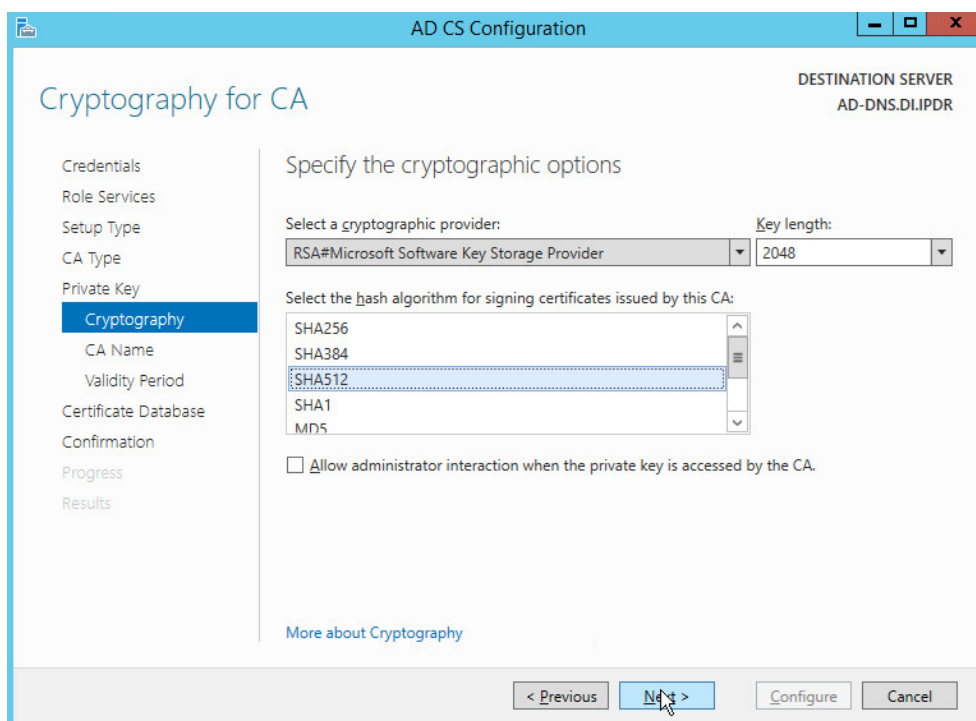 AD CS Configuration
Cryptography for CA
DESTINATION SERVER
AD-DNS.DI.IPDR
Credentials
Role Services
Setup Type
CA Type
Private Key
Cryptography
CA Name
Validity Period
Certificate Database
Confirmation
Progress
Results
Specify the cryptographic options
Select a cryptographic provider:
Key length:
RSA#Microsoft Software Key Storage Provider
2048
Select the hash algorithm for signing certificates issued by this CA:
SHA256
SHA384
SHA512
SHA1
MD5
Allow administrator interaction when the private key is accessed by the CA.
More about Cryptography
< Previous
Next >
Configure
Cancel